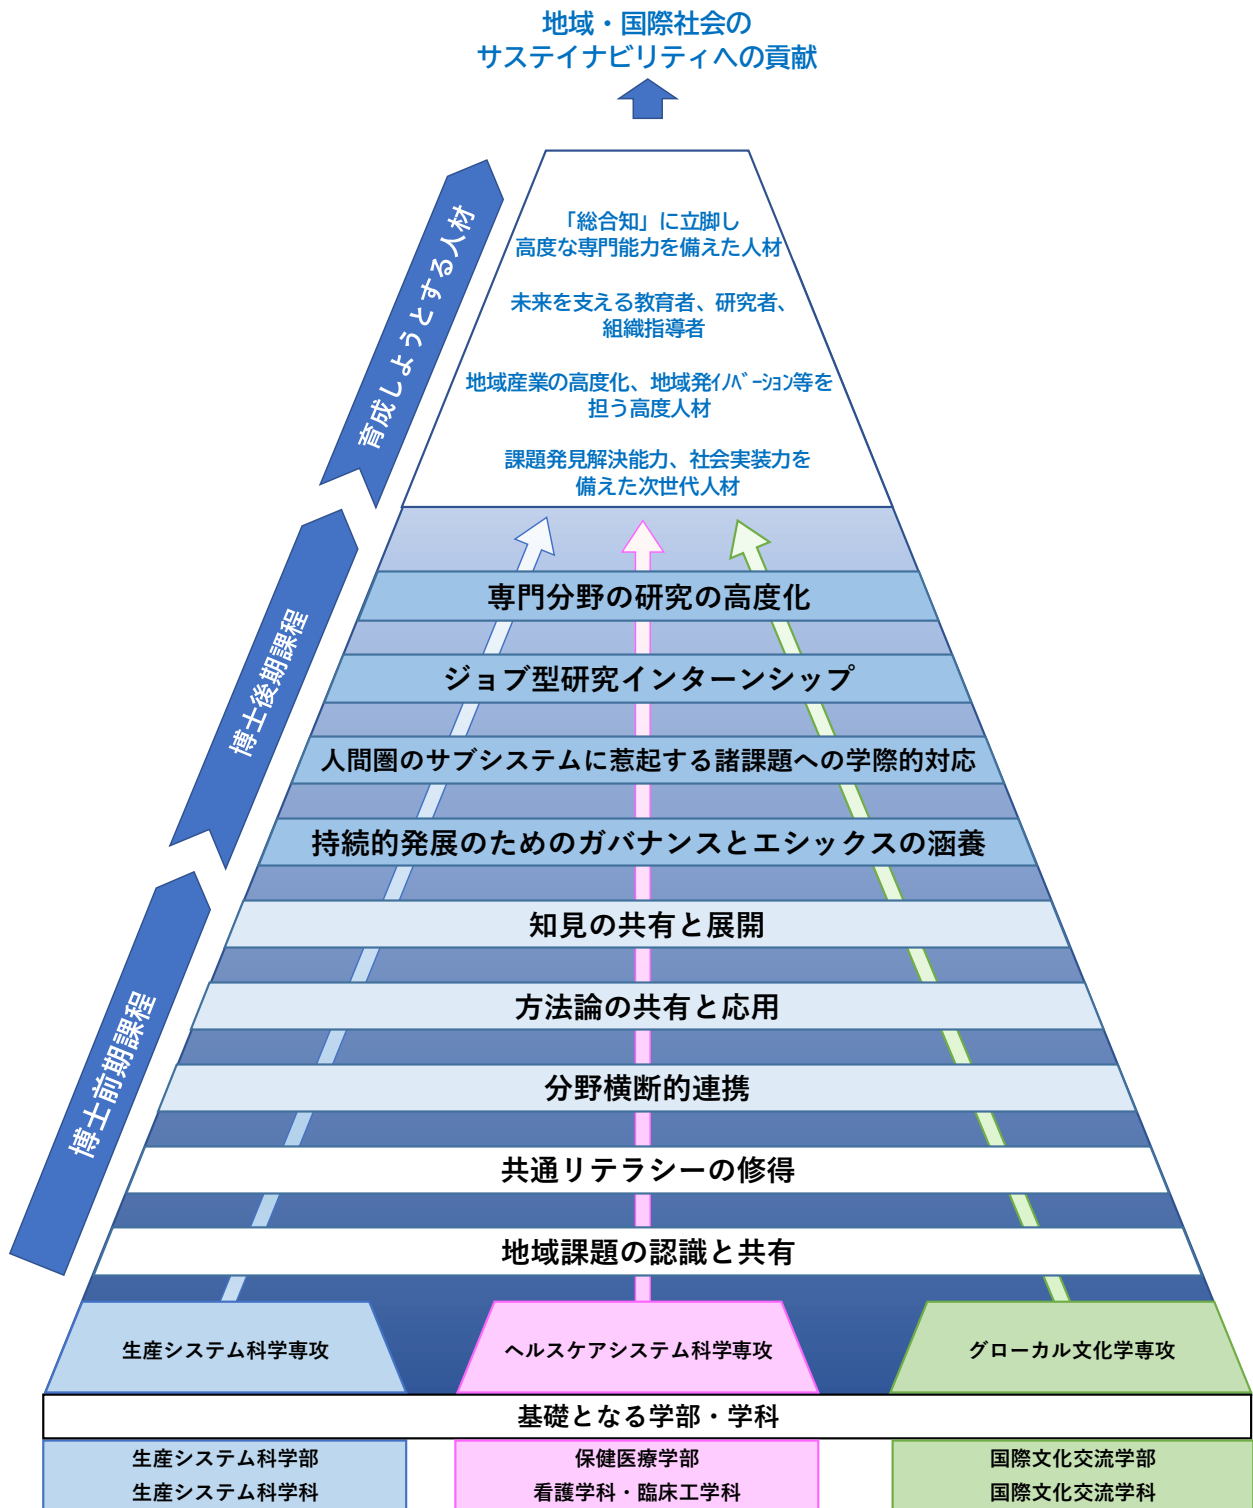 地域・国際社会の
サステイナビリティへの貢献
育成しようとする人材
「総合知」に立脚し
高度な専門能力を備えた人材
未来を支える教育者、研究者、
組織指導者
地域産業の高度化、地域発ｲﾉﾍﾞｰｼｮﾝ等を
担う高度人材
課題発見解決能力、社会実装力を
備えた次世代人材
博士後期課程
専門分野の研究の高度化
ジョブ型研究インターンシップ
人間圏のサブシステムに惹起する諸課題への学際的対応
持続的発展のためのガバナンスとエシックスの涵養
博士前期課程
知見の共有と展開
方法論の共有と応用
分野横断的連携
共通リテラシーの修得
地域課題の認識と共有
生産システム科学専攻
ヘルスケアシステム科学専攻
グローカル文化学専攻
基礎となる学部・学科
生産システム科学部
生産システム科学科
保健医療学部
看護学科・臨床工学科
国際文化交流学部
国際文化交流学科